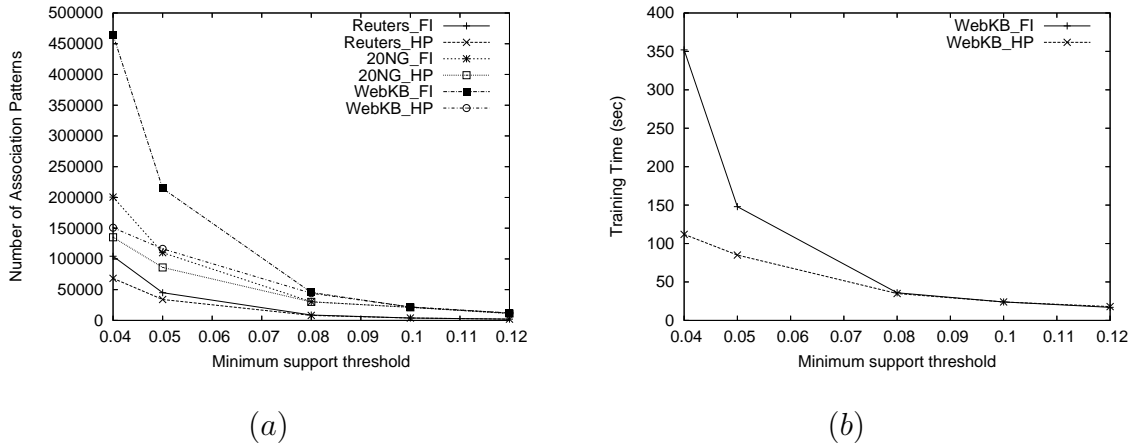 Number of Association Patterns
500000
450000
400000
350000
300000
250000
200000
150000
100000
50000
0
0.04 0.05 0.06 0.07 0.08 0.09 0.1 0.11 0.12
Minimum support threshold
Reuters_FI
Reuters_HP
20NG_FI
20NG_HP
WebKB_FI
WebKB_HP
(a)
Training Time (sec)
400
350
300
250
200
150
100
50
0
0.04 0.05 0.06 0.07 0.08 0.09 0.1 0.11 0.12
Minimum support threshold
WebKB_FI
WebKB_HP
(b)